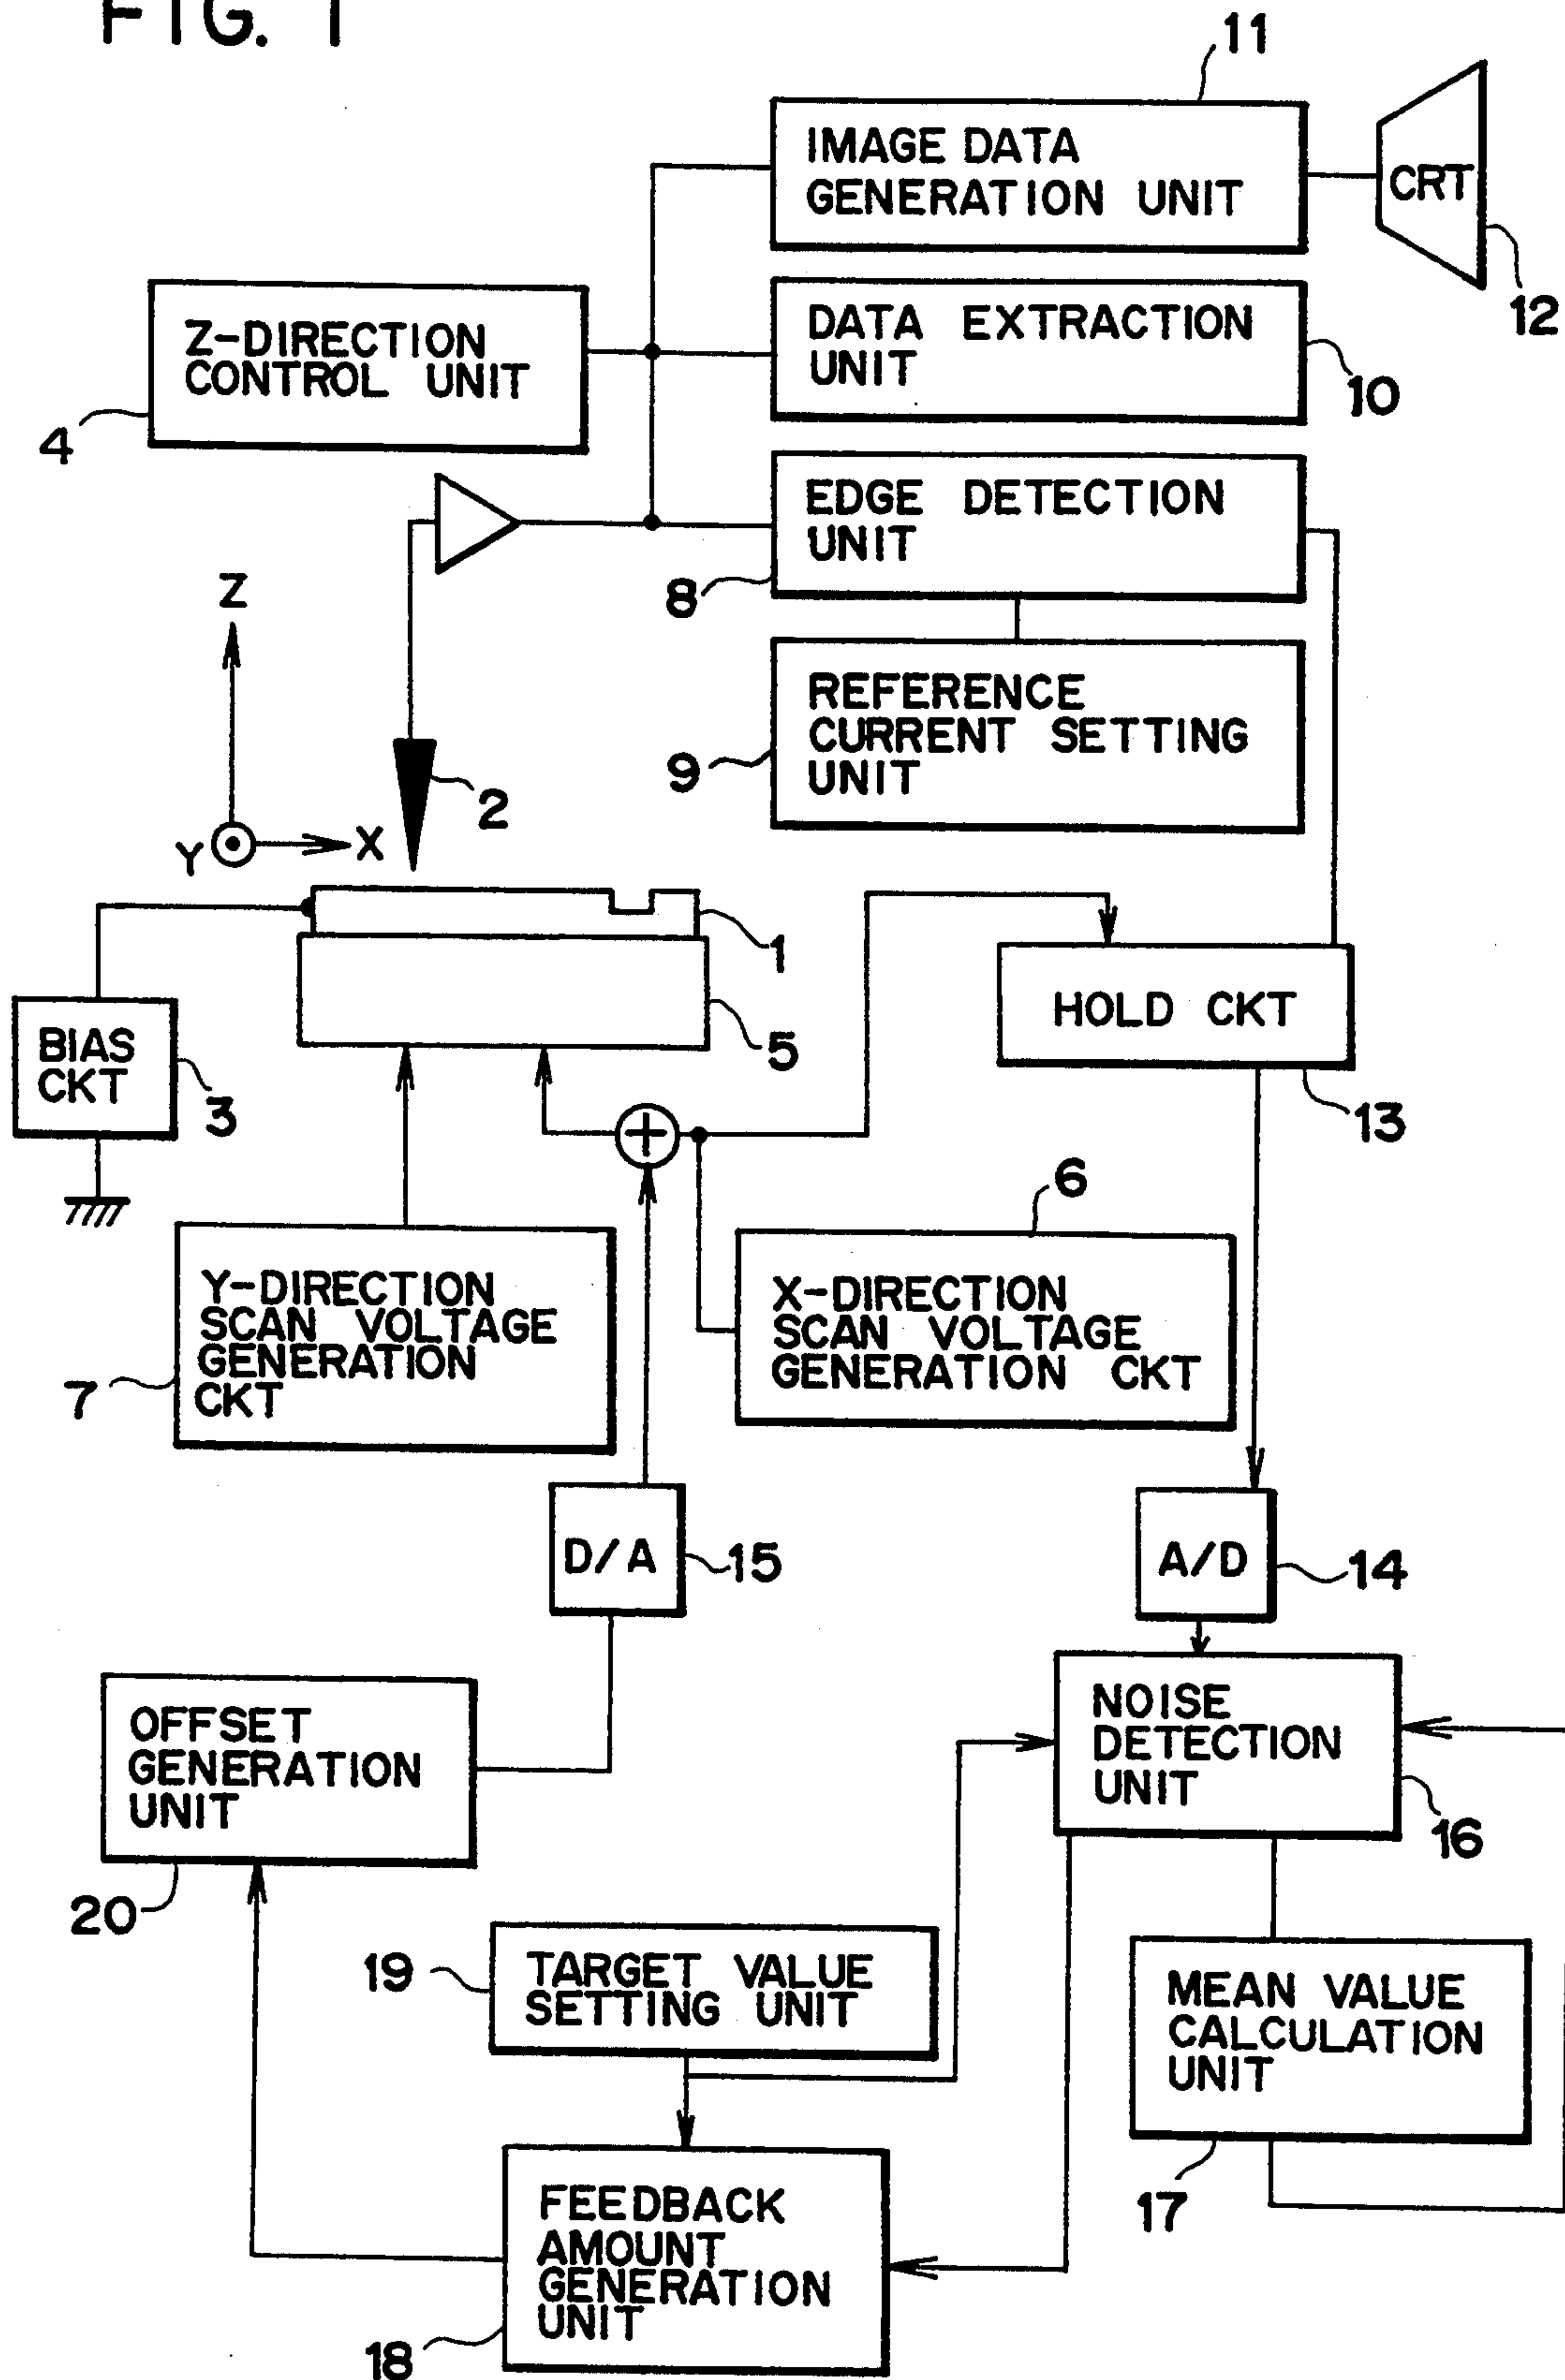 FIG. 1
11
IMAGE DATA
GENERATION UNIT
CRT
12
Z-DIRECTION
CONTROL UNIT
4
DATA EXTRACTION
UNIT
10
EDGE DETECTION
UNIT
8
Z
REFERENCE
CURRENT SETTING
UNIT
9
2
Y
X
1
HOLD CKT
13
5
BIAS
CKT
3
+
6
Y-DIRECTION
SCAN VOLTAGE
GENERATION
CKT
7
X-DIRECTION
SCAN VOLTAGE
GENERATION CKT
D/A
15
A/D
14
OFFSET
GENERATION
UNIT
20
NOISE
DETECTION
UNIT
16
19
TARGET VALUE
SETTING UNIT
MEAN VALUE
CALCULATION
UNIT
17
FEEDBACK
AMOUNT
GENERATION
UNIT
18